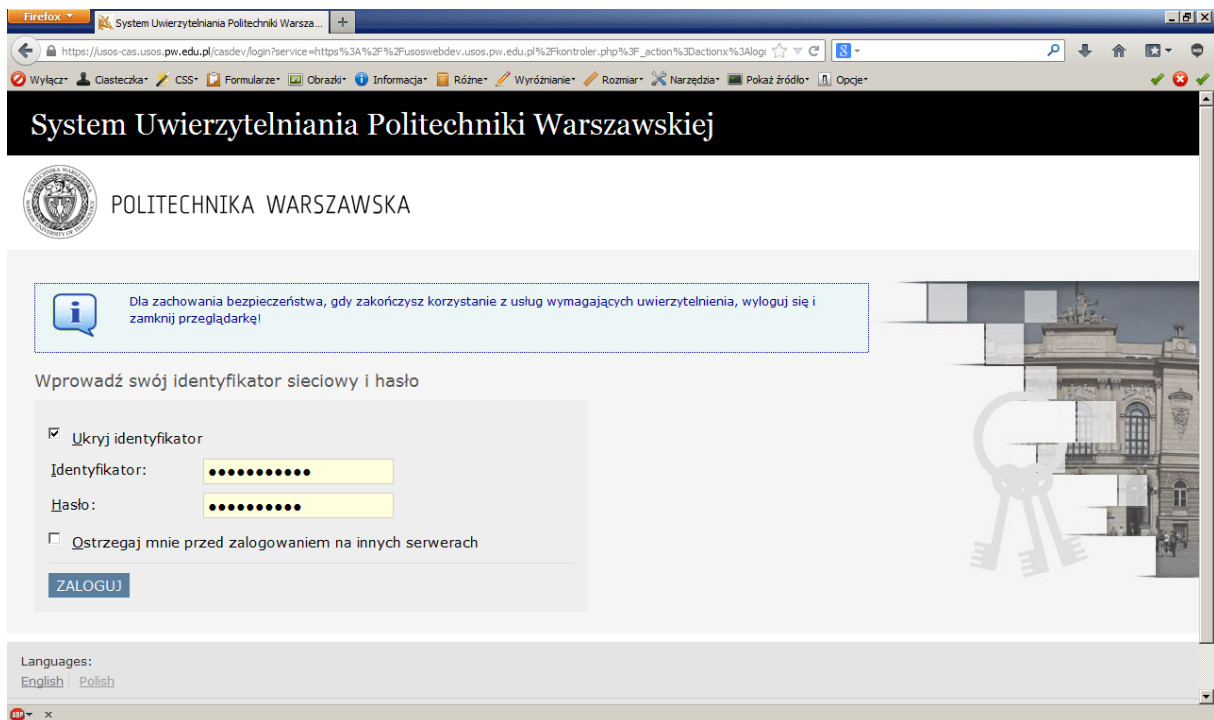 Firefox
System Uwierzytelniania Politechniki Warsza...
https://usos-cas.usos.pw.edu.pl/casdev/login?service=https%3A%2F%2Fusoswebdev.usos.pw.edu.pl%2Fkontroler.php%3F_action%3Dactionx%3Alog
8
Wyłącz Ciasteczka CSS Formularze Obrazki Informacja Różne Wyróżnianie Rozmiar Narzędzia Pokaż źródło Opcje
System Uwierzytelniania Politechniki Warszawskiej
POLITECHNIKA WARSZAWSKA
Dla zachowania bezpieczeństwa, gdy zakończysz korzystanie z usług wymagających uwierzytelnienia, wyloguj się i
zamknij przeglądarkę!
Wprowadź swój identyfikator sieciowy i hasło
Ukryj identyfikator
Identyfikator:
Hasło:
Ostrzegaj mnie przed zalogowaniem na innych serwerach
ZALOGUJ
Languages:
English Polish
ABP